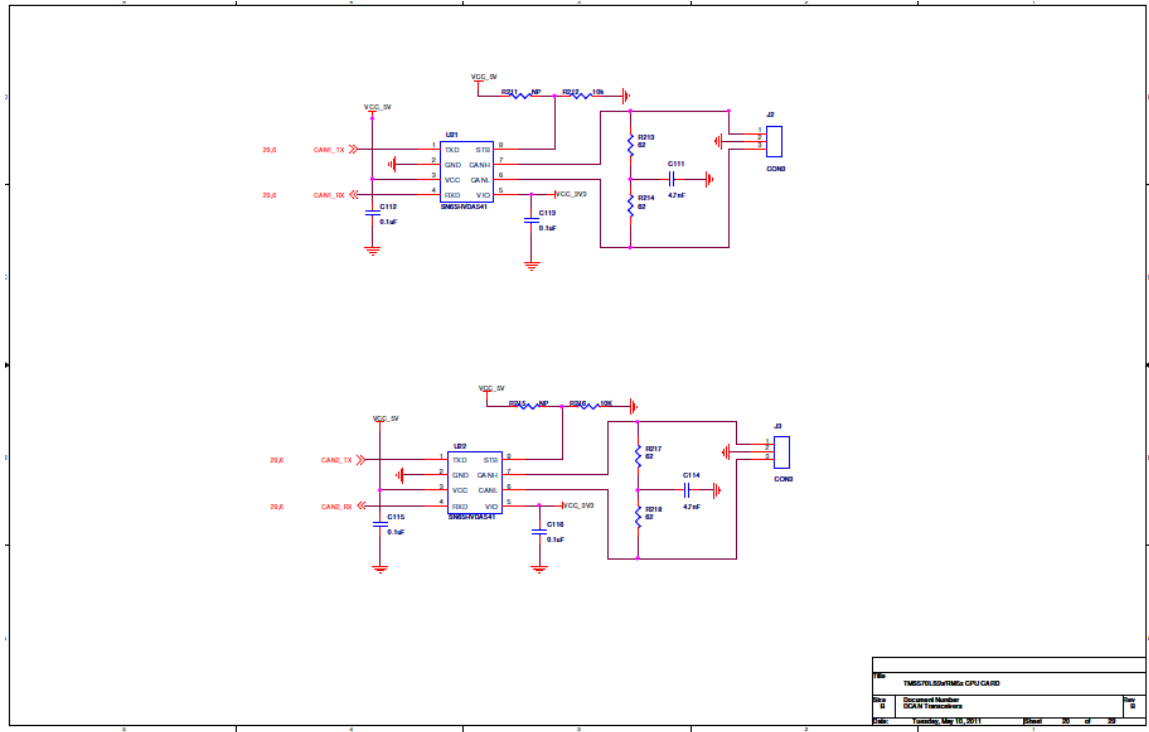 VCC_5V
R211 NP R212 10k
VCC_5V
U21
J2
29,6 CAN1_TX 1 TXD STB 8
2 GND CANH 7
3 VCC CANL 6
29,6 CAN1_RX 4 RXD VIO 5
SN65HVDA541
VCC_3V3
R213
62
C111
4.7nF
R214
62
1
2
3
CON3
C112
0.1uF
C113
0.1uF
VCC_5V
R215 NP R216 10K
VCC_5V
U22
J3
29,6 CAN2_TX 1 TXD STB 8
2 GND CANH 7
3 VCC CANL 6
29,6 CAN2_RX 4 RXD VIO 5
SN65HVDA541
VCC_3V3
R217
62
C114
4.7nF
R218
62
1
2
3
CON3
C115
0.1uF
C116
0.1uF
Title
TMS570LS3x/RM5x CPU CARD
Size Document Number Rev
B DCAN Transceivers B
Date: Tuesday, May 10, 2011 Sheet 20 of 29